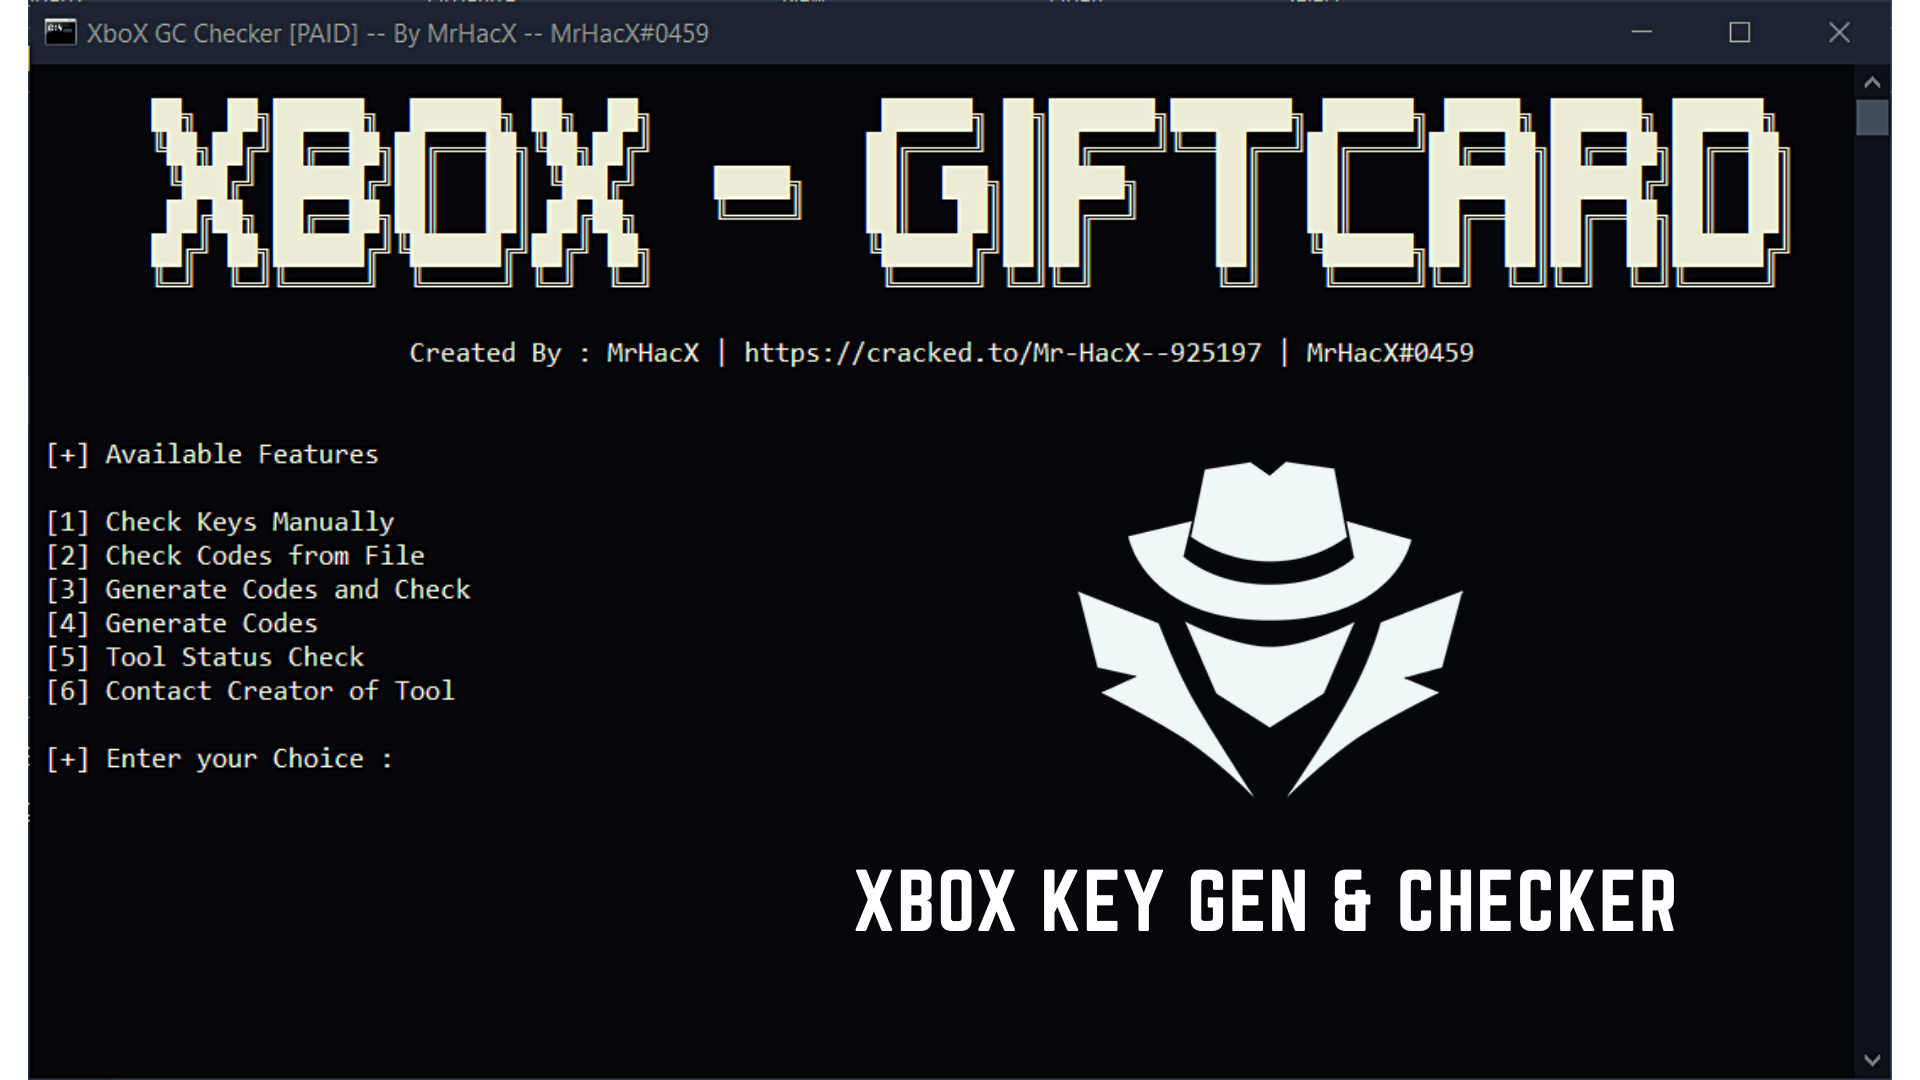 XboX GC Checker [PAID] -- By MrHacX -- MrHacX#0459
XBOX - GIFTCARD
Created By : MrHacX | https://cracked.to/Mr-HacX--925197 | MrHacX#0459
[+] Available Features
[1] Check Keys Manually
[2] Check Codes from File
[3] Generate Codes and Check
[4] Generate Codes
[5] Tool Status Check
[6] Contact Creator of Tool
[+] Enter your Choice :
XBOX KEY GEN & CHECKER